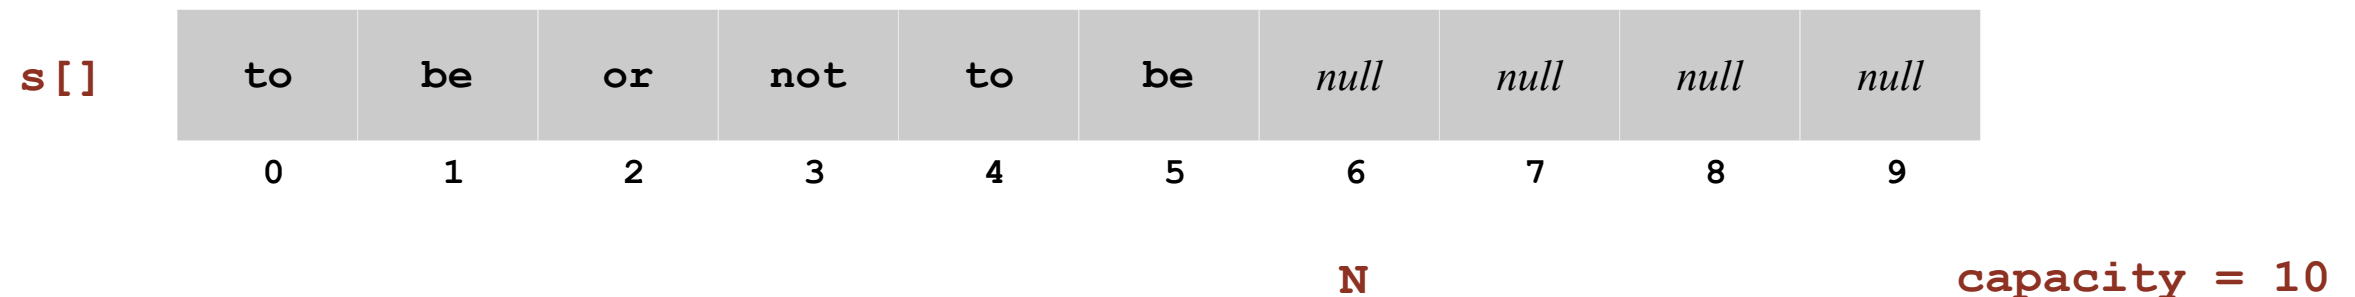 s[] to be or not to be null null null null
0 1 2 3 4 5 6 7 8 9
N capacity = 10